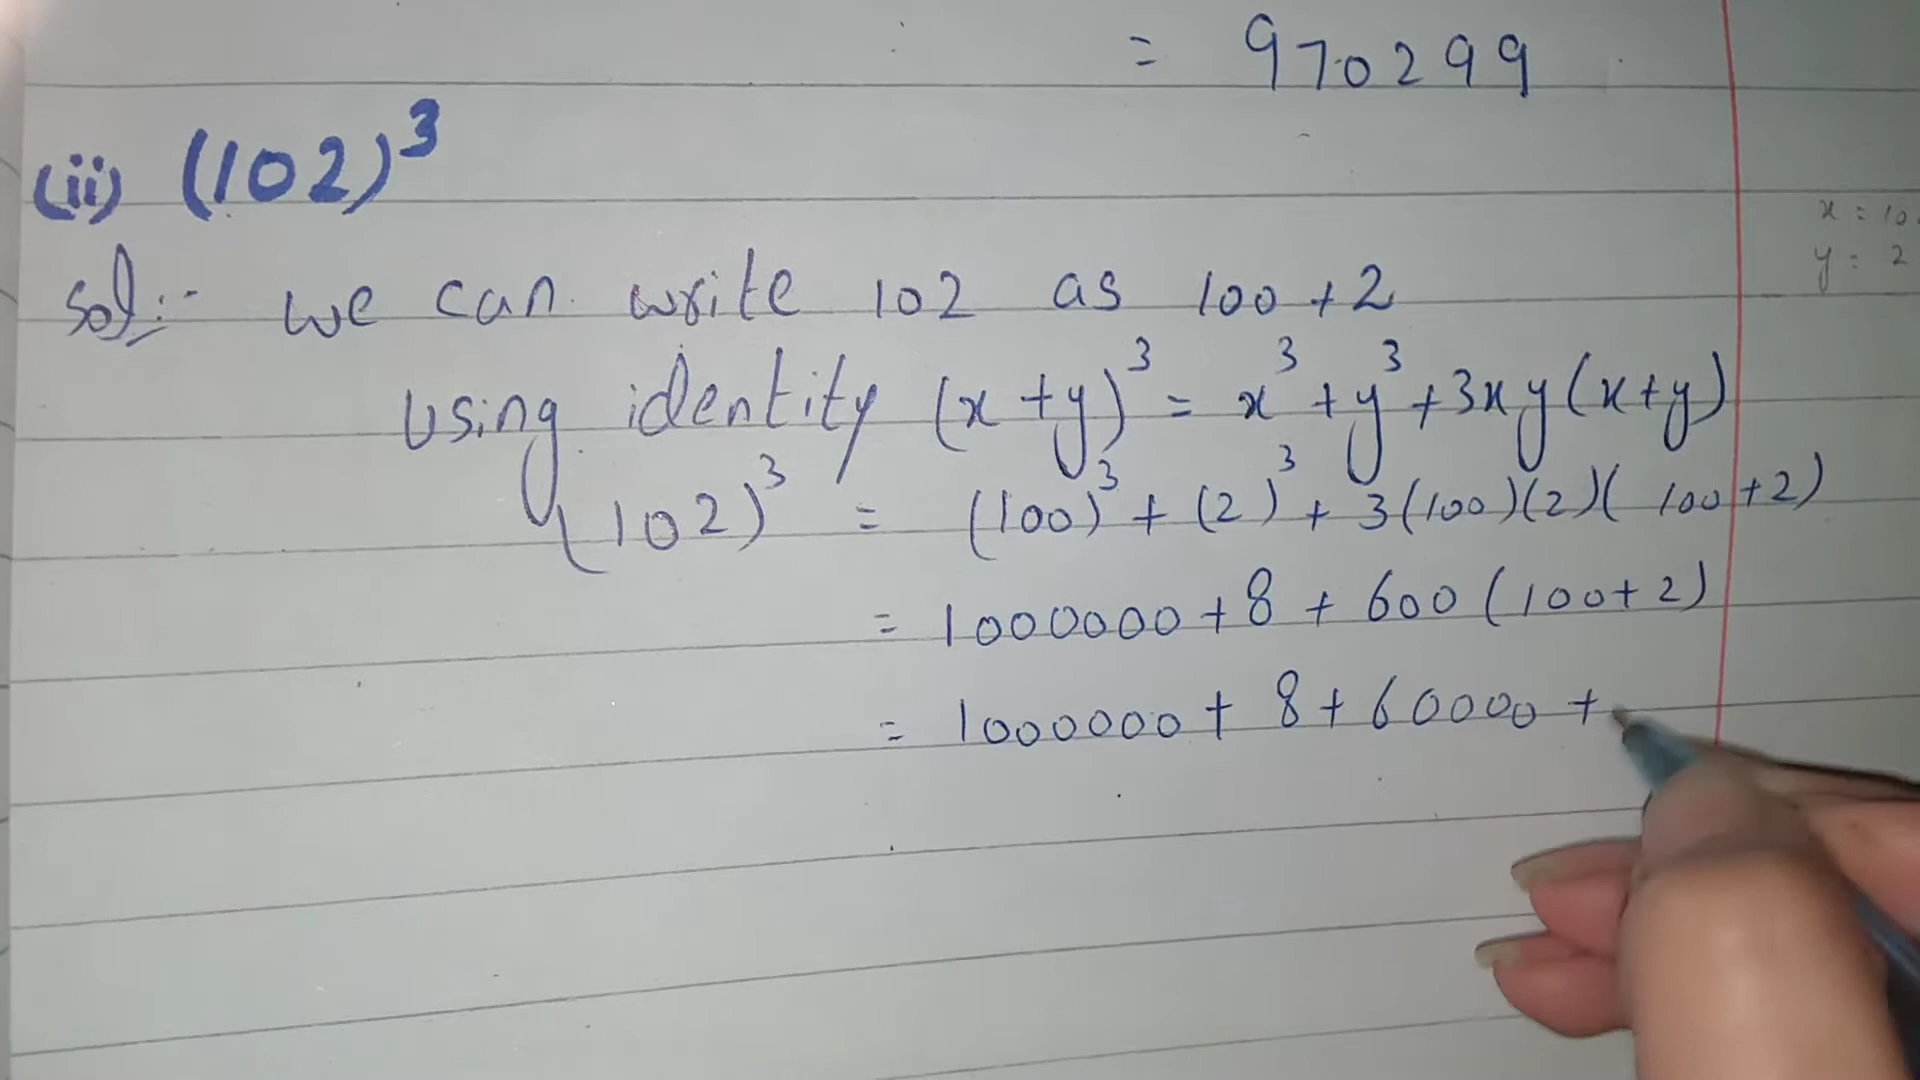 = 970299
(ii) (102)³
x = 10
Sol:- we can write 102 as 100 + 2
y = 2
using identity (x + y)³ = x³ + y³ + 3xy(x+y)
(102)³ = (100)³ + (2)³ + 3(100)(2)(100+2)
= 1000000 + 8 + 600 (100+2)
= 1000000 + 8 + 60000 +